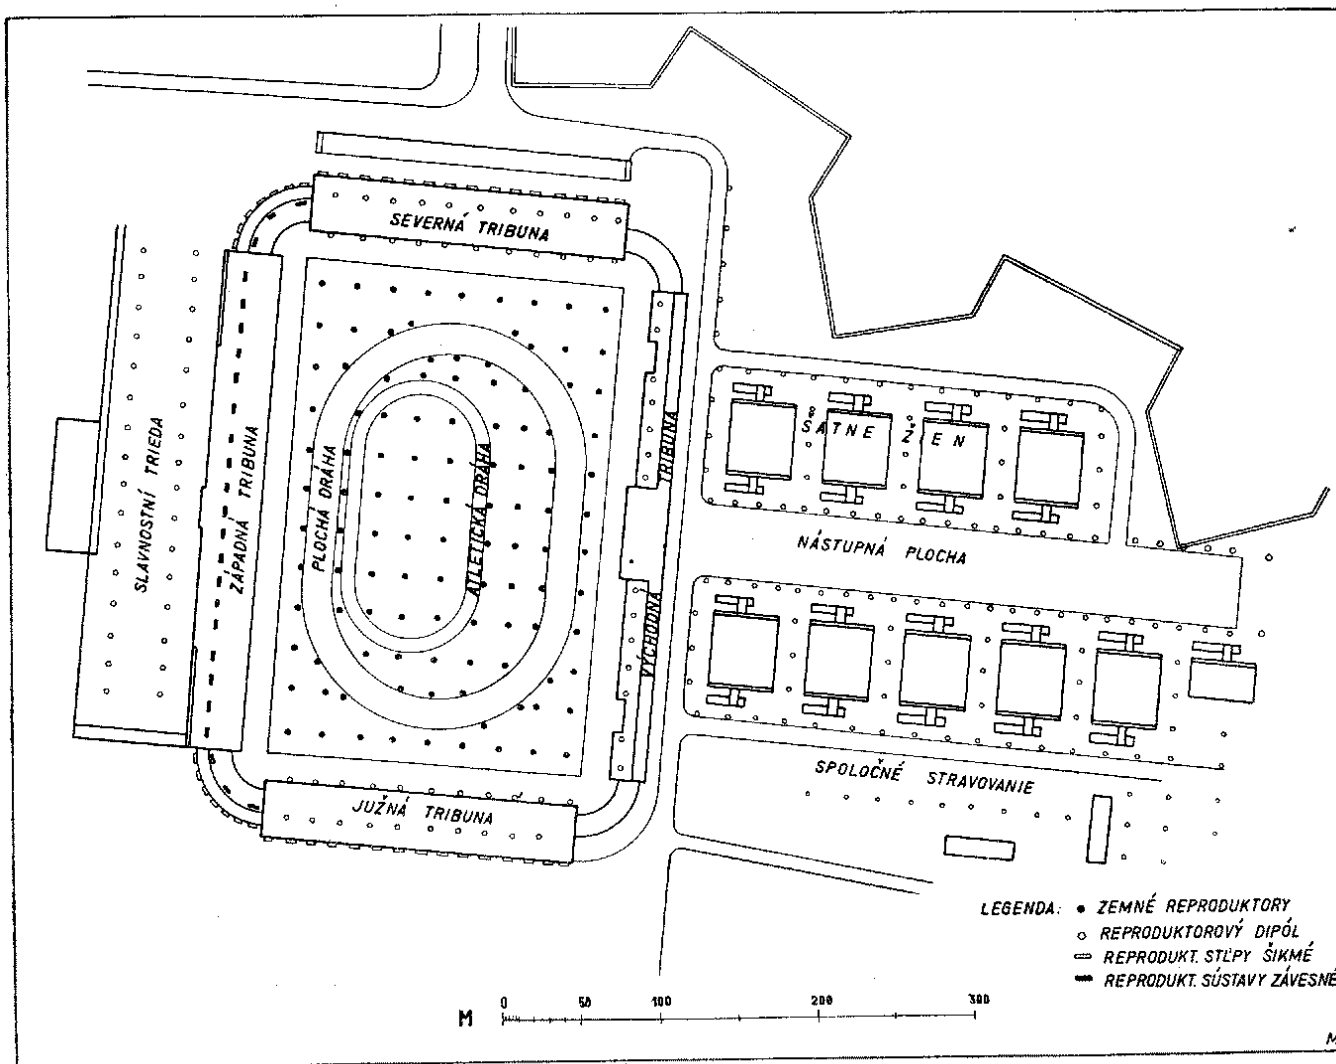 SEVERNÁ TRIBUNA
SLAVNOSTNÍ TRIEDA
ZÁPADNÁ TRIBUNA
PLOCHÁ DRÁHA
ATLETICKÁ DRÁHA
TRIBUNA
VÝCHODNÁ
ŠATNE ŽIEN
NÁSTUPNÁ PLOCHA
JUŽNÁ TRIBUNA
SPOLOČNÉ STRAVOVANIE
LEGENDA: ZEMNÉ REPRODUKTORY
REPRODUKTOROVÝ DIPÓL
REPRODUKT. STĹPY ŠIKMÉ
REPRODUKT. SÚSTAVY ZÁVESNÉ
M 0 50 100 200 300
M